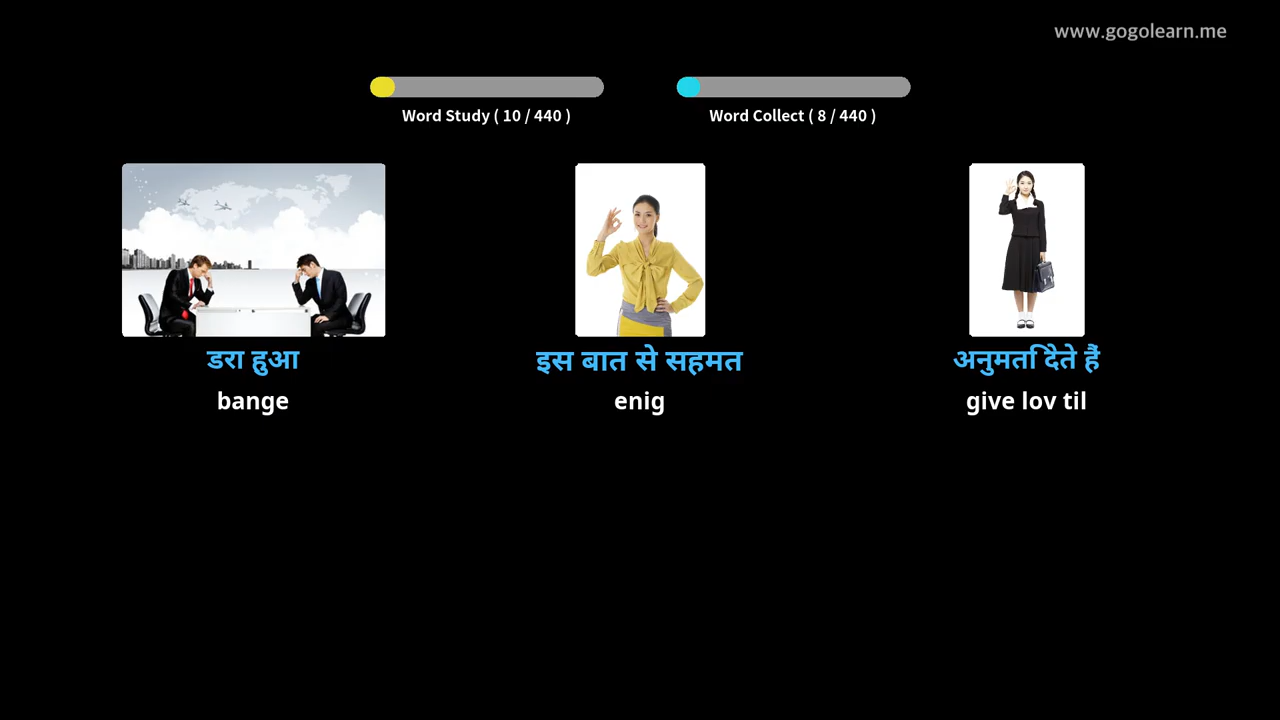 www.gogolearn.me
Word Study ( 10 / 440 )
Word Collect ( 8 / 440 )
डरा हुआ
इस बात से सहमत
अनुमति देते हैं
bange
enig
give lov til